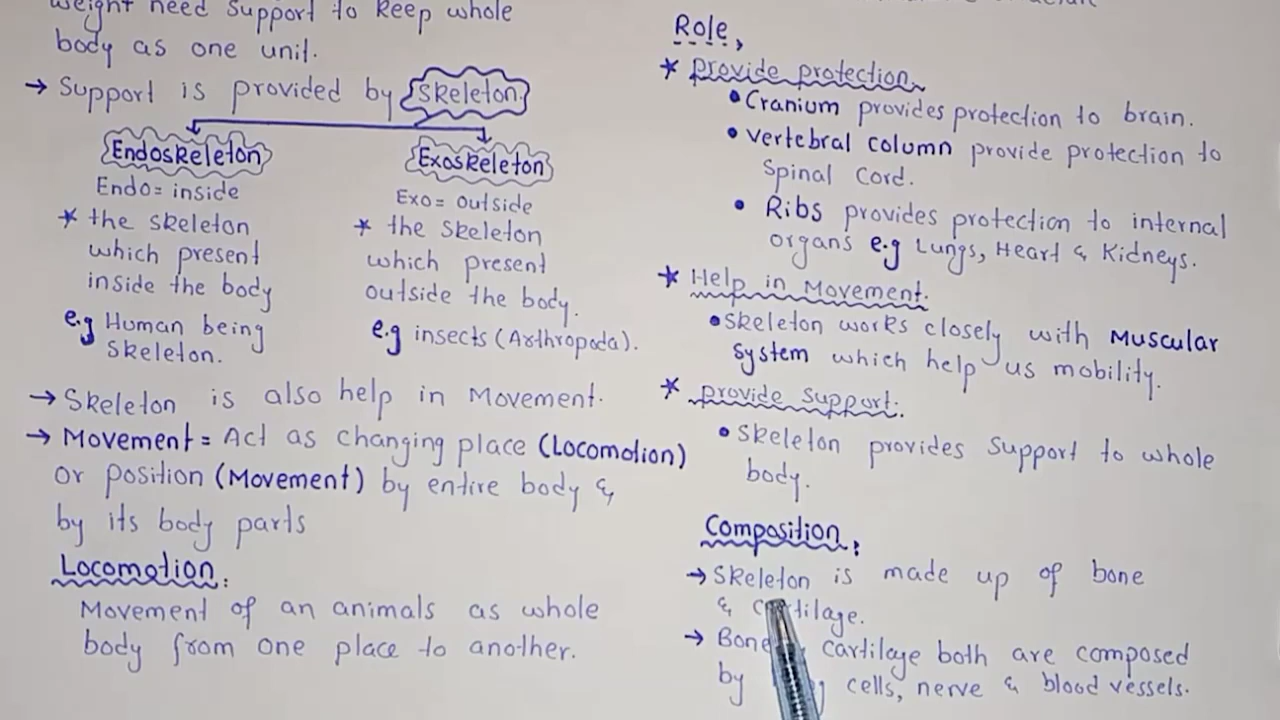 weight need support to keep whole
body as one unit.
→ Support is provided by Skeleton.
Endoskeleton
Endo = inside
* the skeleton
which present
inside the body
e.g Human being
Skeleton.
Exoskeleton
Exo = outside
* the skeleton
which present
outside the body.
e.g insects (Arthropoda).
→ Skeleton is also help in Movement.
→ Movement = Act as changing place (Locomotion)
or position (Movement) by entire body &
by its body parts
Locomotion:
Movement of an animals as whole
body from one place to another.
Role,
* provide protection
• Cranium provides protection to brain.
• vertebral column provide protection to
Spinal Cord.
• Ribs provides protection to internal
organs e.g Lungs, Heart & Kidneys.
* Help in Movement.
• Skeleton works closely with Muscular
System which help us mobility.
* provide support.
• Skeleton provides Support to whole
body.
Composition:
→ Skeleton is made up of bone
& cartilage.
→ Bone cartilage both are composed
by cells, nerve & blood vessels.